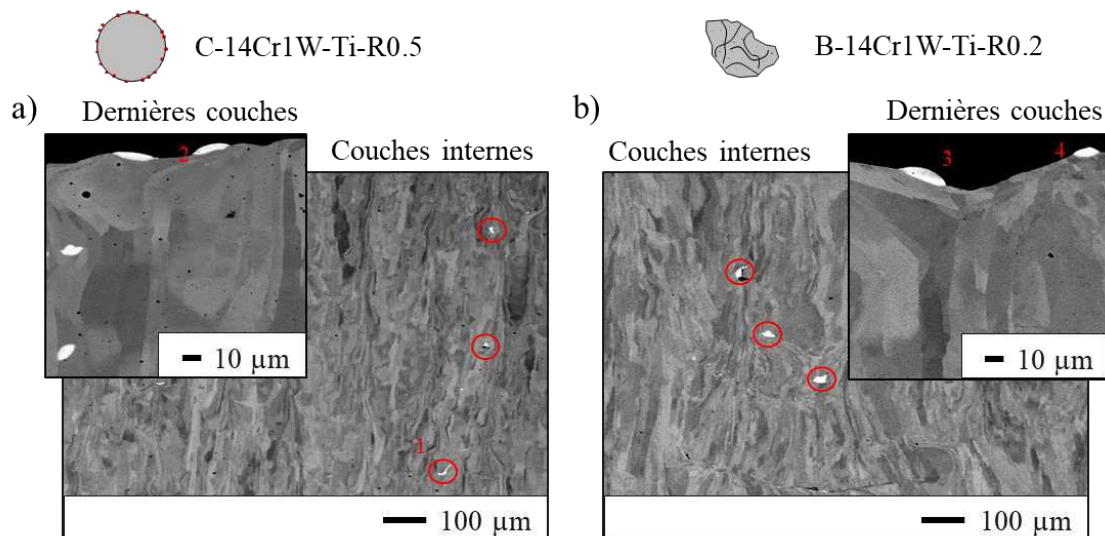 C-14Cr1W-Ti-R0.5
B-14Cr1W-Ti-R0.2
a)
Dernières couches
2
Couches internes
1
10 µm
100 µm
b)
Dernières couches
Couches internes
3
4
10 µm
100 µm